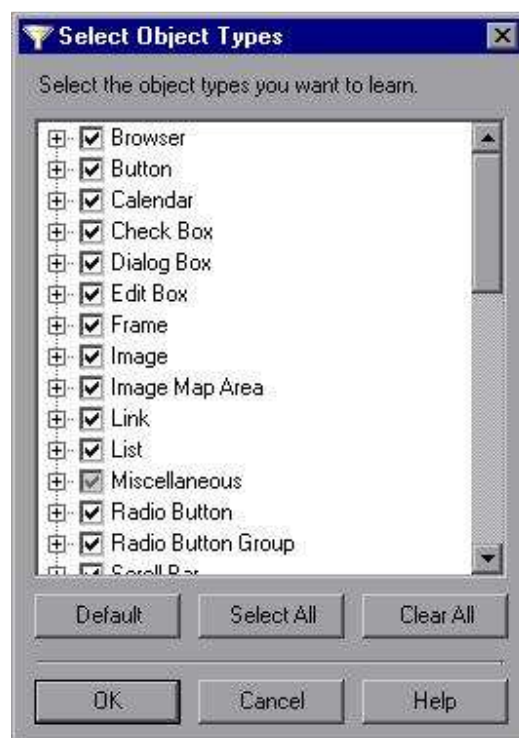 Select Object Types
Select the object types you want to learn.
Browser
Button
Calendar
Check Box
Dialog Box
Edit Box
Frame
Image
Image Map Area
Link
List
Miscellaneous
Radio Button
Radio Button Group
Scroll Bar
Default Select All Clear All
OK Cancel Help